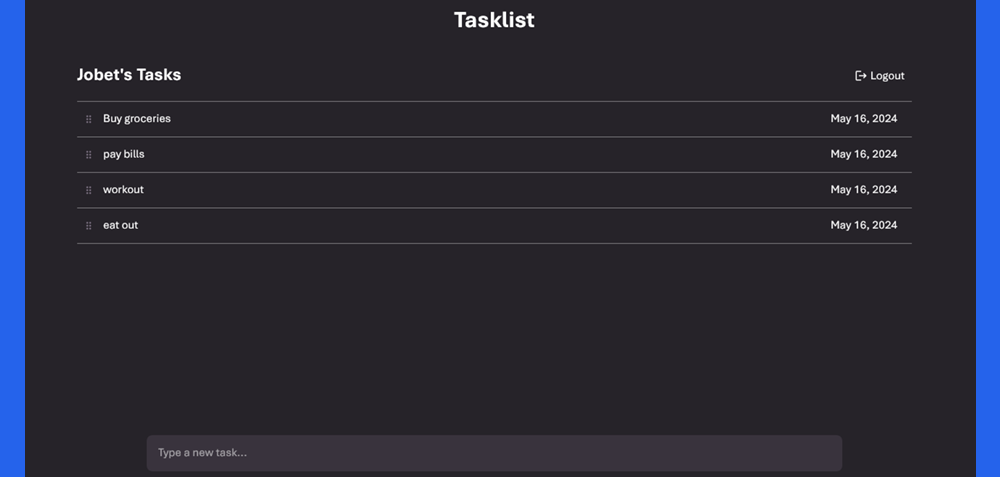 Tasklist
Jobet's Tasks
Logout
Buy groceries May 16, 2024
pay bills May 16, 2024
workout May 16, 2024
eat out May 16, 2024
Type a new task...